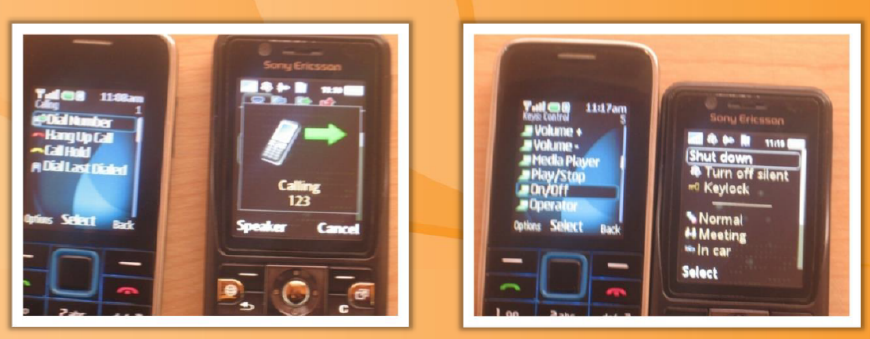 11:08am
Calling
1
Dial Number
Hang Up Call
Call Hold
Dial Last Dialed
Options Select Back
Sony Ericsson
Calling
123
Speaker Cancel
C
11:17am
Keys: Control
5
Volume +
Volume -
Media Player
Play/Stop
On/Off
Operator
Options Select Back
Sony Ericsson
11:18
Shut down
Turn off silent
Keylock
Normal
Meeting
In car
Select